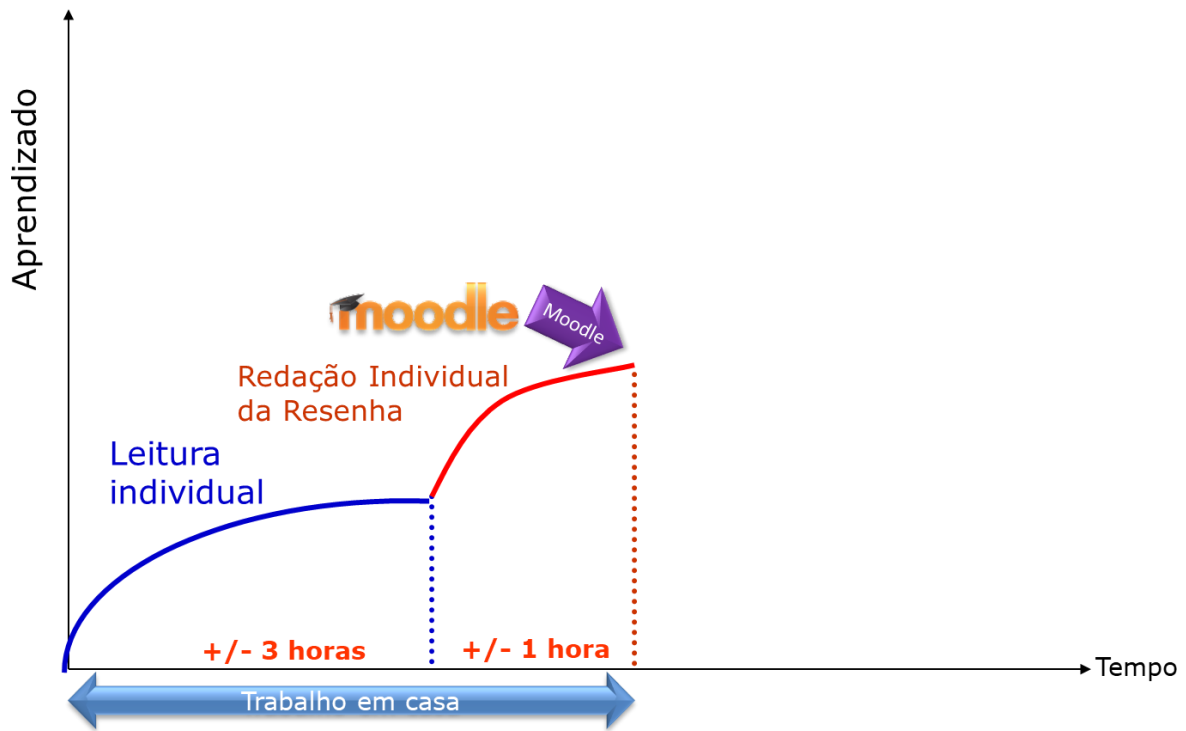 Aprendizado
moodle
Moodle
Redação Individual
da Resenha
Leitura
individual
+/- 3 horas
+/- 1 hora
Tempo
Trabalho em casa